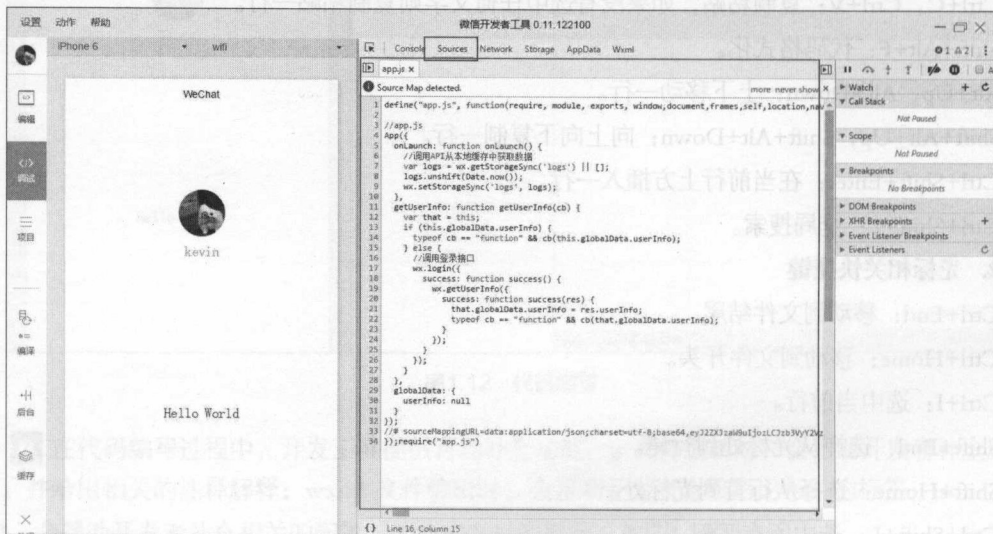 设置 动作 帮助
微信开发者工具 0.11.122100
iPhone 6 wifi
Console Sources Network Storage AppData Wxml
1 2
编辑
调试
项目
编译
后台
缓存
WeChat
kevin
Hello World
app.js ×
Source Map detected.
more never show ×
1 define("app.js", function(require, module, exports, window,document,frames,self,location,nav
2
3 //app.js
4 App({
5 onLaunch: function onLaunch() {
6 //调用API从本地缓存中获取数据
7 var logs = wx.getStorageSync('logs') || [];
8 logs.unshift(Date.now());
9 wx.setStorageSync('logs', logs);
10 },
11 getUserInfo: function getUserInfo(cb) {
12 var that = this;
13 if (this.globalData.userInfo) {
14 typeof cb == "function" && cb(this.globalData.userInfo);
15 } else {
16 //调用登录接口
17 wx.login({
18 success: function success() {
19 wx.getUserInfo({
20 success: function success(res) {
21 that.globalData.userInfo = res.userInfo;
22 typeof cb == "function" && cb(that.globalData.userInfo);
23 }
24 });
25 }
26 });
27 }
28 },
29 globalData: {
30 userInfo: null
31 }
32 });
33 //# sourceMappingURL=data:application/json;charset=utf-8;base64,
34 });require("app.js")
{} Line 16, Column 15
Watch
Call Stack
Not Paused
Scope
Not Paused
Breakpoints
No Breakpoints
DOM Breakpoints
XHR Breakpoints
Event Listener Breakpoints
Event Listeners